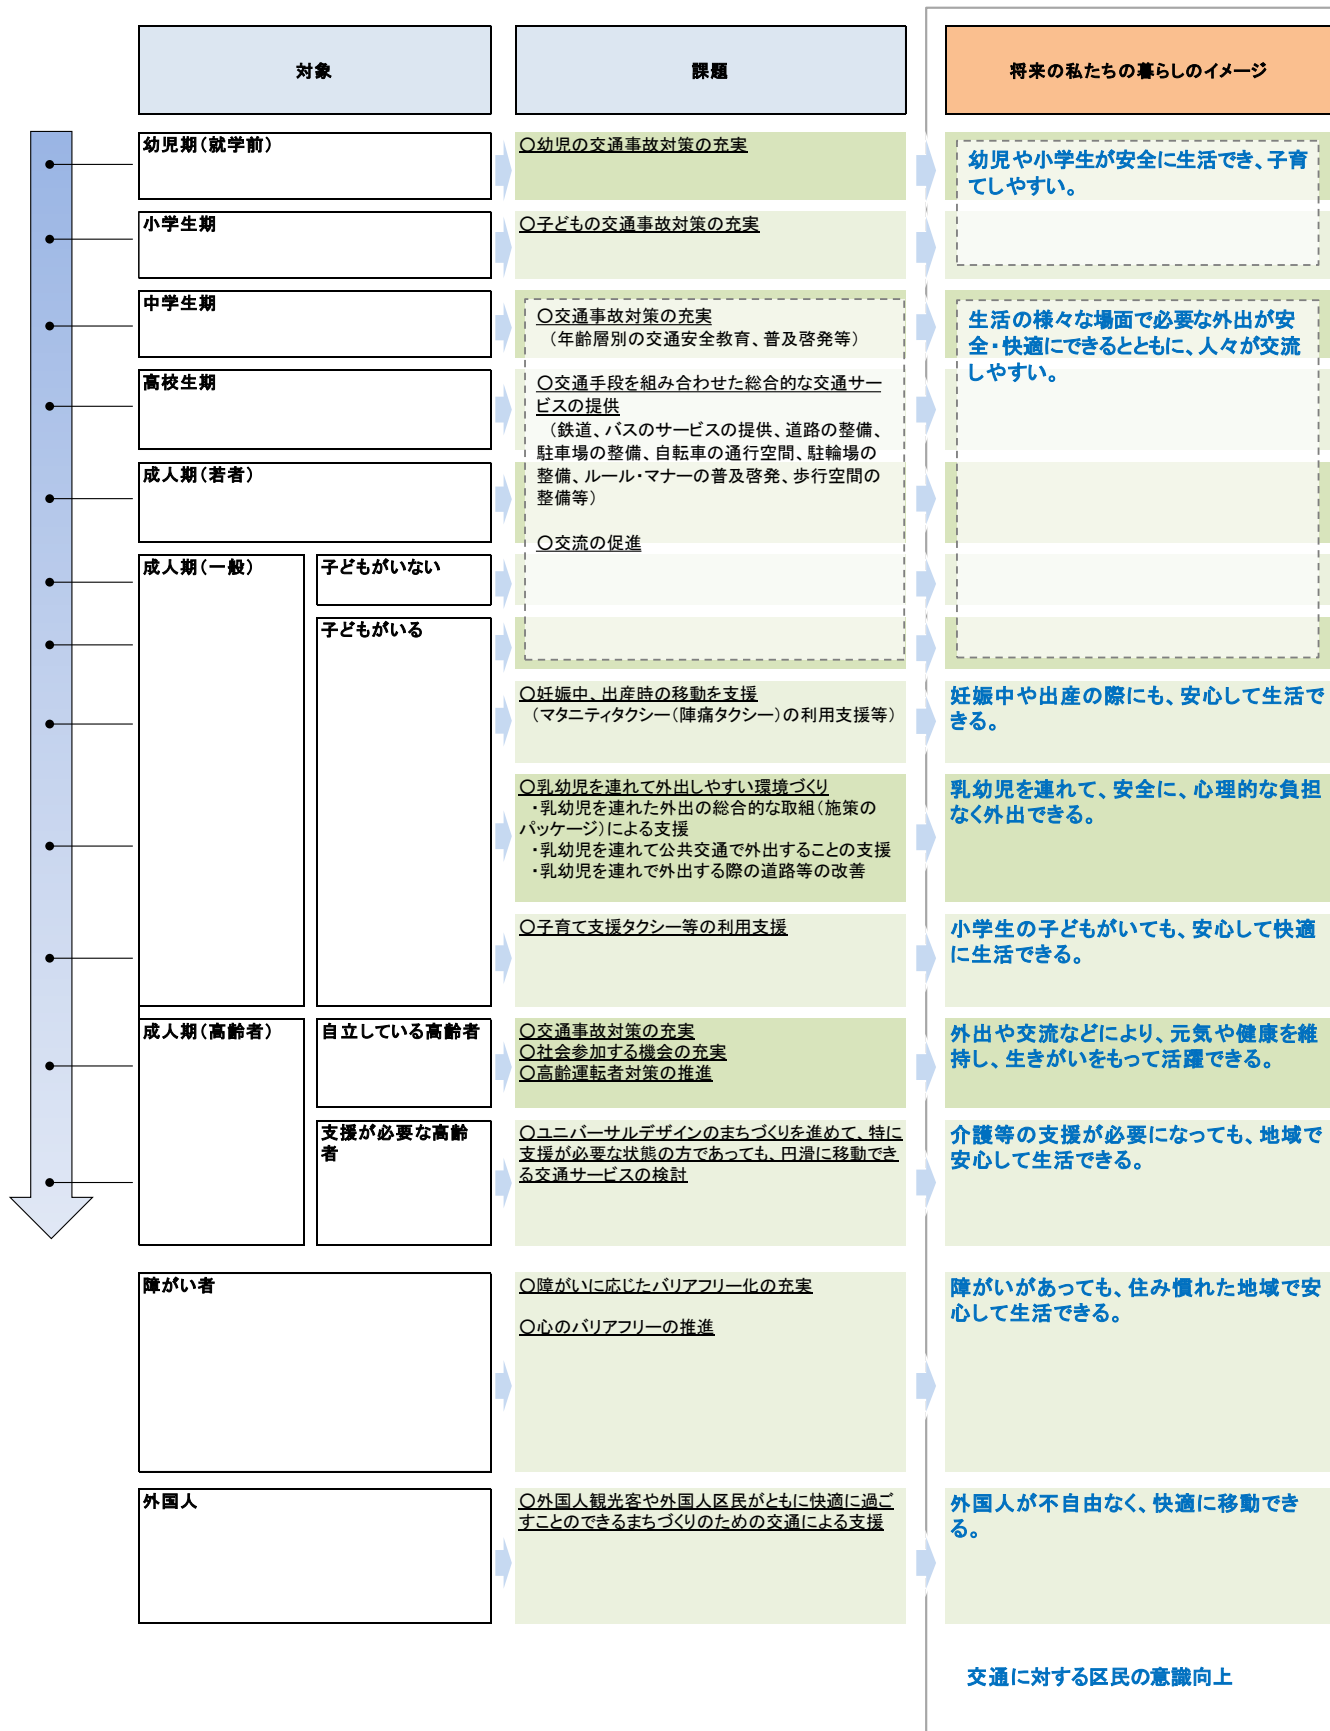 対象
課題
将来の私たちの暮らしのイメージ
幼児期（就学前）
〇幼児の交通事故対策の充実
幼児や小学生が安全に生活でき、子育
てしやすい。
小学生期
〇子どもの交通事故対策の充実
中学生期
高校生期
成人期（若者）
成人期（一般）
子どもがいない
子どもがいる
〇交通事故対策の充実
（年齢層別の交通安全教育、普及啓発等）
〇交通手段を組み合わせた総合的な交通サー
ビスの提供
（鉄道、バスのサービスの提供、道路の整備、
駐車場の整備、自転車の通行空間、駐輪場の
整備、ルール・マナーの普及啓発、歩行空間の
整備等）
〇交流の促進
生活の様々な場面で必要な外出が安
全・快適にできるとともに、人々が交流
しやすい。
〇妊娠中、出産時の移動を支援
（マタニティタクシー（陣痛タクシー）の利用支援等）
妊娠中や出産の際にも、安心して生活で
きる。
〇乳幼児を連れて外出しやすい環境づくり
・乳幼児を連れた外出の総合的な取組（施策の
パッケージ）による支援
・乳幼児を連れて公共交通で外出することの支援
・乳幼児を連れで外出する際の道路等の改善
乳幼児を連れて、安全に、心理的な負担
なく外出できる。
〇子育て支援タクシー等の利用支援
小学生の子どもがいても、安心して快適
に生活できる。
成人期（高齢者）
自立している高齢者
〇交通事故対策の充実
〇社会参加する機会の充実
〇高齢運転者対策の推進
外出や交流などにより、元気や健康を維
持し、生きがいをもって活躍できる。
支援が必要な高齢
者
〇ユニバーサルデザインのまちづくりを進めて、特に
支援が必要な状態の方であっても、円滑に移動でき
る交通サービスの検討
介護等の支援が必要になっても、地域で
安心して生活できる。
障がい者
〇障がいに応じたバリアフリー化の充実
〇心のバリアフリーの推進
障がいがあっても、住み慣れた地域で安
心して生活できる。
外国人
〇外国人観光客や外国人区民がともに快適に過ご
すことのできるまちづくりのための交通による支援
外国人が不自由なく、快適に移動でき
る。
交通に対する区民の意識向上